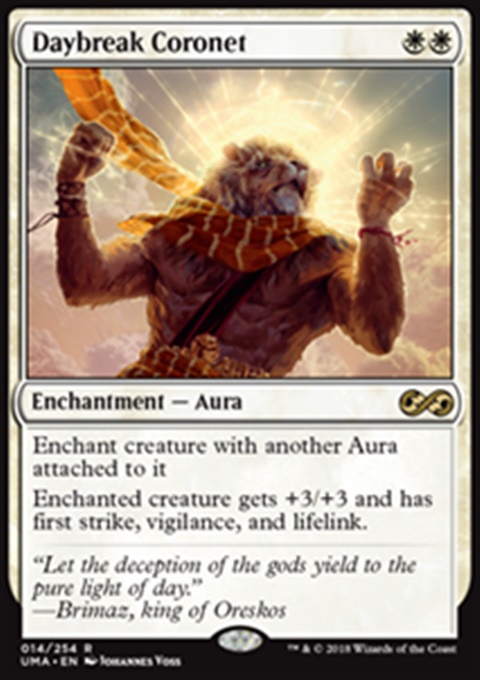 Daybreak Coronet
Enchantment — Aura
Enchant creature with another Aura
attached to it
Enchanted creature gets +3/+3 and has
first strike, vigilance, and lifelink.
“Let the deception of the gods yield to the
pure light of day.”
—Brimaz, king of Oreskos
014/254 R
™ & © 2018 Wizards of the Coast
UMA • EN Johannes Voss